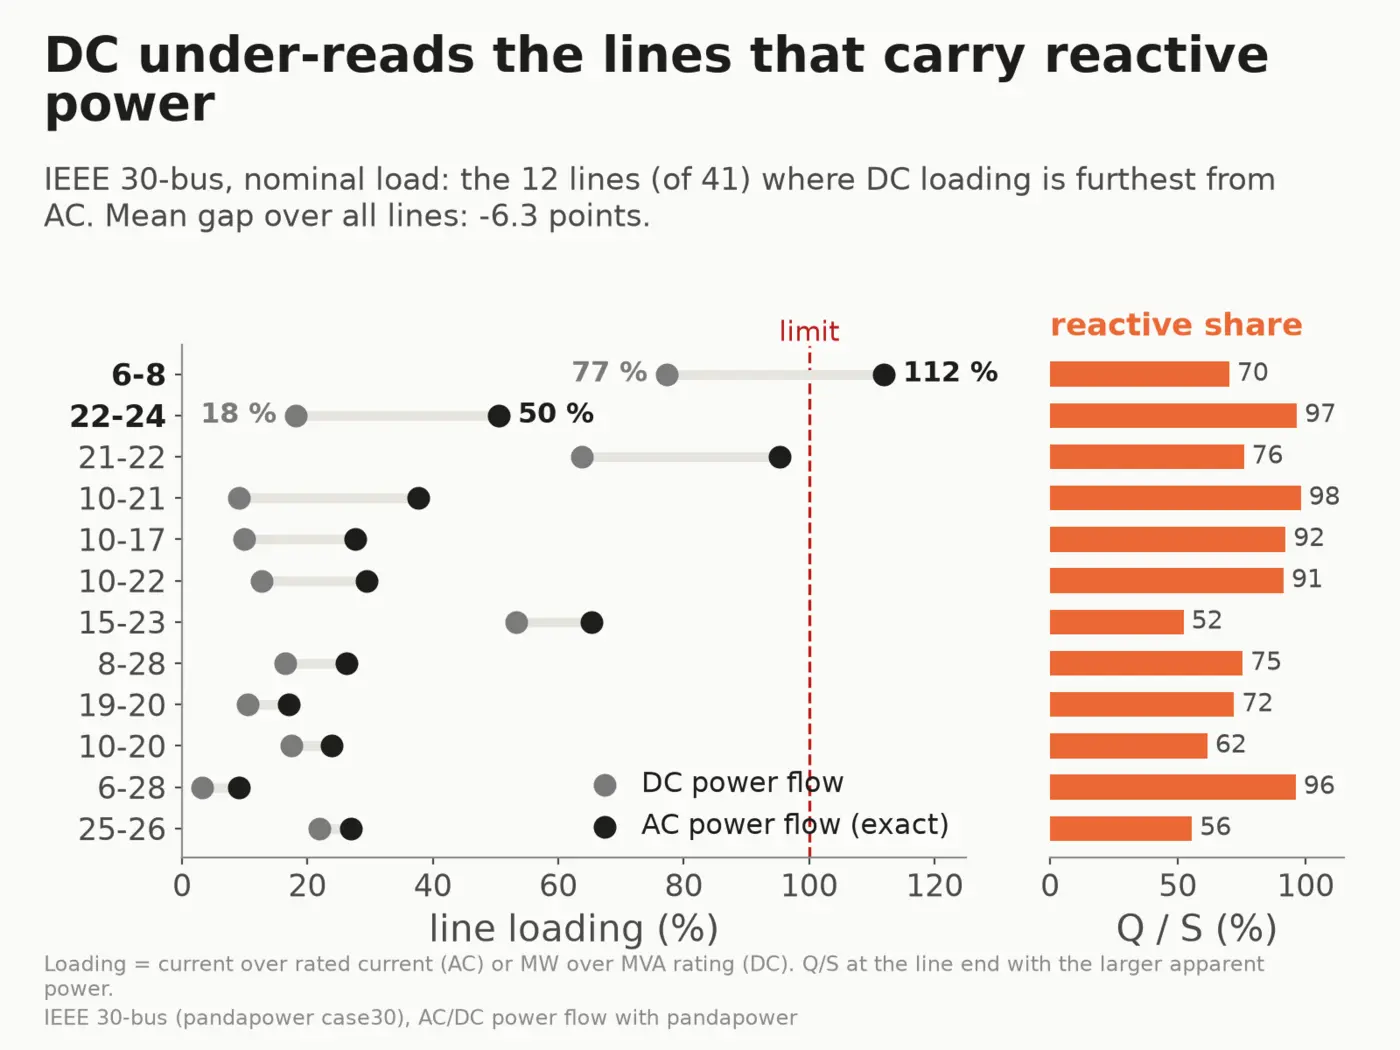 DC under-reads the lines that carry reactive
power
IEEE 30-bus, nominal load: the 12 lines (of 41) where DC loading is furthest from
AC. Mean gap over all lines: -6.3 points.
limit
reactive share
6-8
77 %
112 %
70
22-24
18 %
50 %
97
21-22
76
10-21
98
10-17
92
10-22
91
15-23
52
8-28
75
19-20
72
10-20
62
6-28
96
25-26
56
DC power flow
AC power flow (exact)
0 20 40 60 80 100 120
0 50 100
line loading (%)
Q / S (%)
Loading = current over rated current (AC) or MW over MVA rating (DC). Q/S at the line end with the larger apparent
power.
IEEE 30-bus (pandapower case30), AC/DC power flow with pandapower